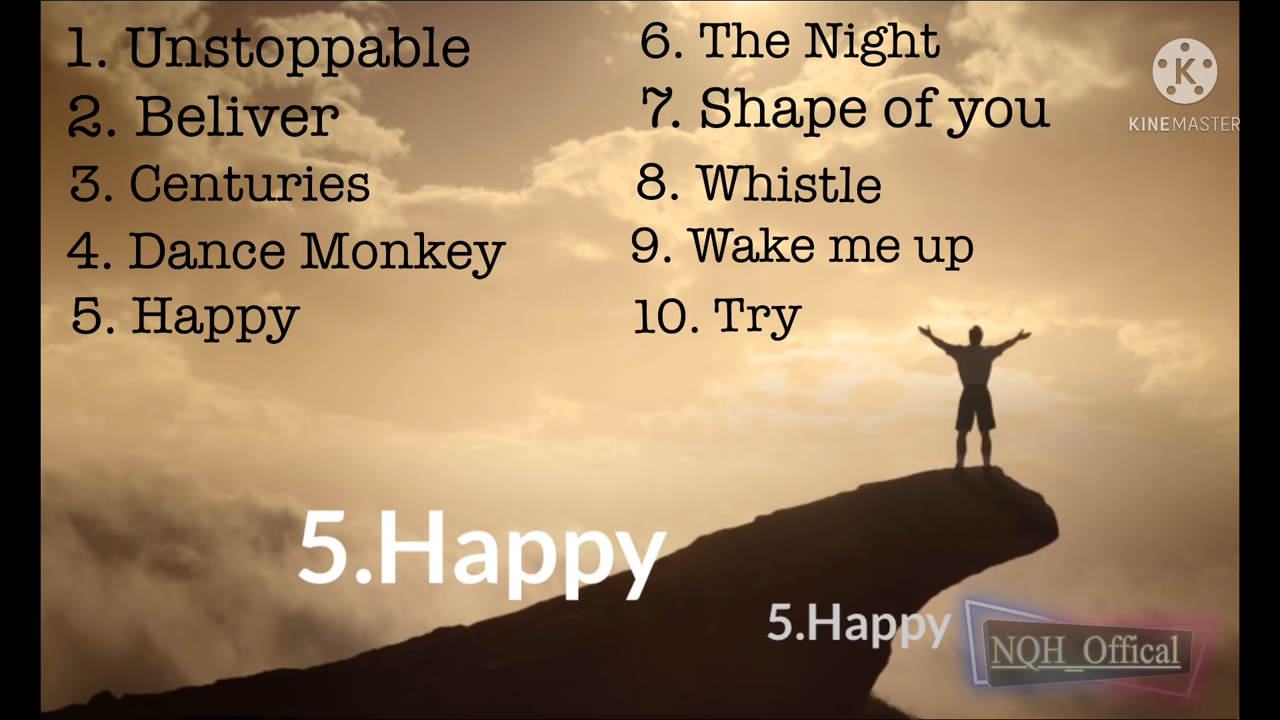 1. Unstoppable
2. Beliver
3. Centuries
4. Dance Monkey
5. Happy
6. The Night
7. Shape of you
8. Whistle
9. Wake me up
10. Try
K
KINEMASTER
5.Happy
5.Happy
NQH_Offical